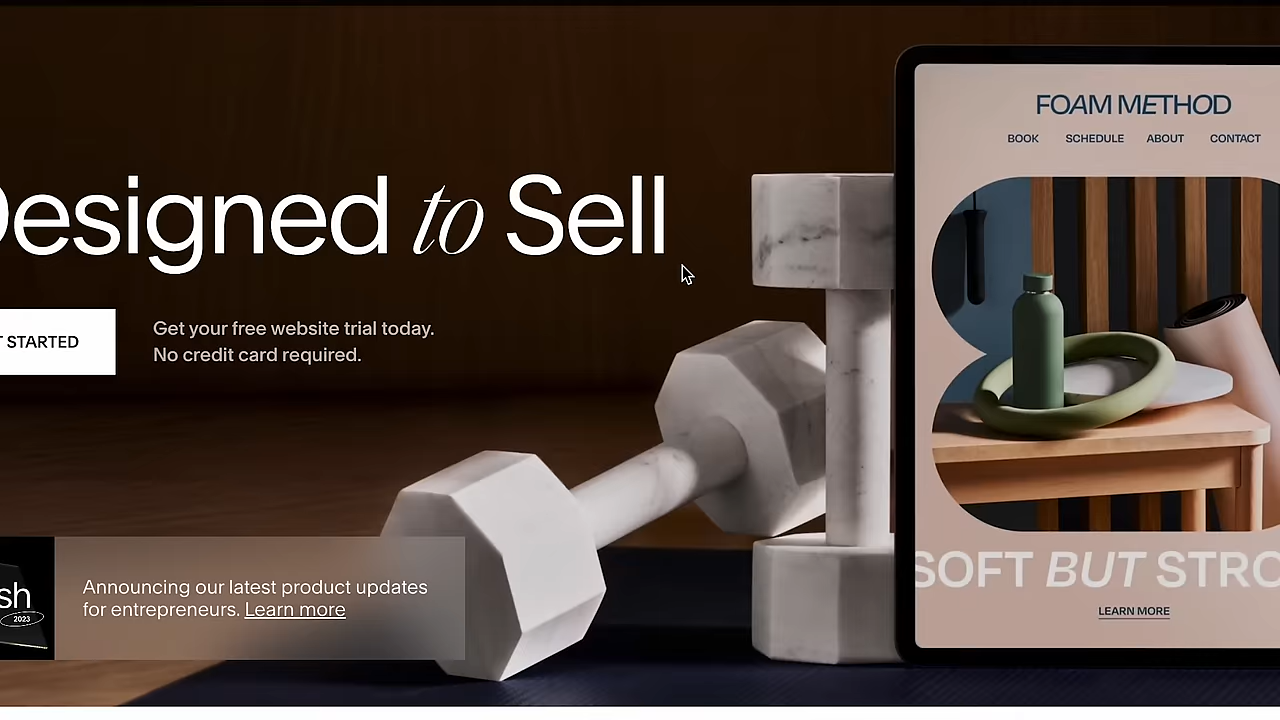 Designed to Sell
T STARTED
Get your free website trial today.
No credit card required.
sh
2023
Announcing our latest product updates
for entrepreneurs. Learn more
FOAM METHOD
BOOK SCHEDULE ABOUT CONTACT
SOFT BUT STRO
LEARN MORE